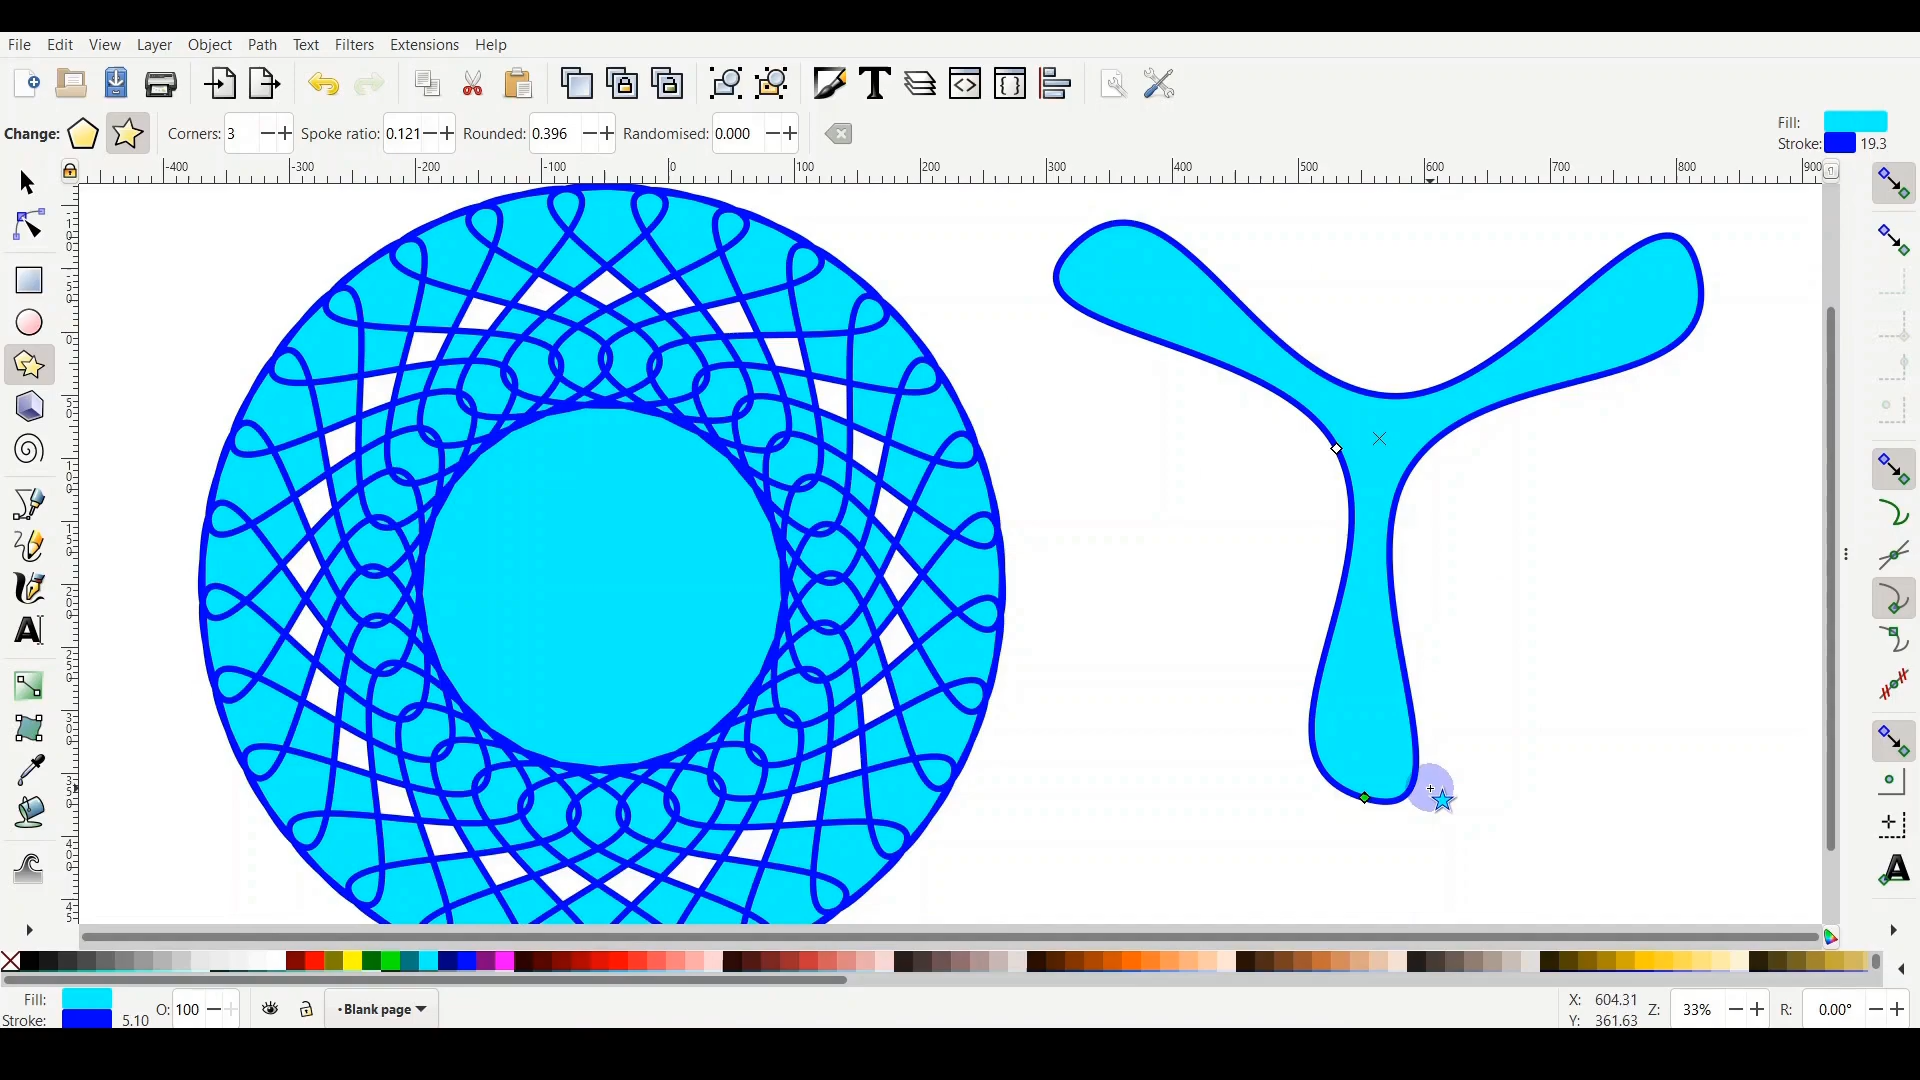 File Edit View Layer Object Path Text Filters Extensions Help
Change: Corners: 3 Spoke ratio: 0.121 Rounded: 0.396 Randomised: 0.000
Fill:
Stroke: 19.3
-400 -300 -200 -100 0 100 200 300 400 500 600 700 800 900
Fill:
Stroke: 5.10
O: 100
•Blank page
X: 604.31
Y: 361.63
Z: 33%
R: 0.00°